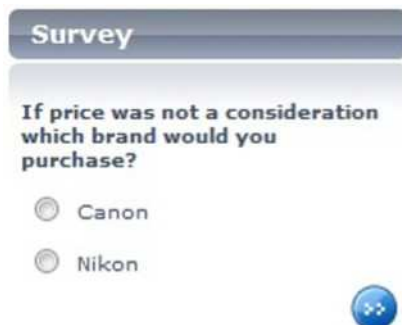 Survey
If price was not a consideration
which brand would you
purchase?
Canon
Nikon
>>